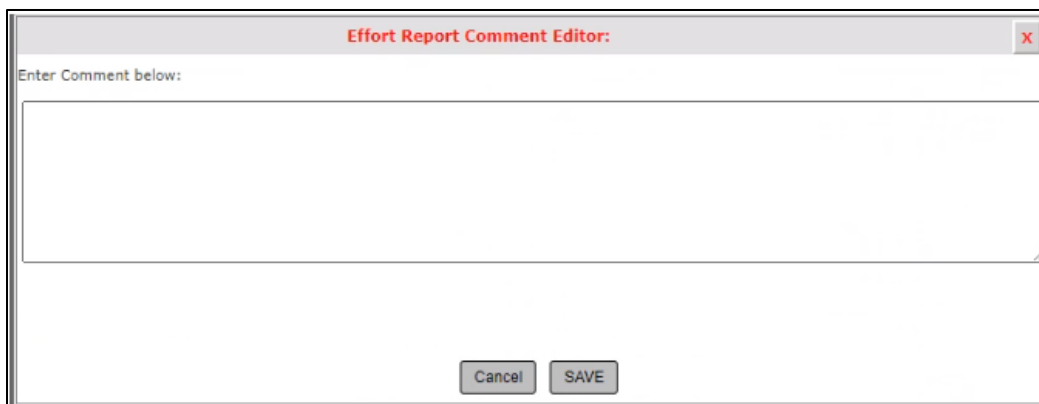 Effort Report Comment Editor:
x
Enter Comment below:
Cancel SAVE